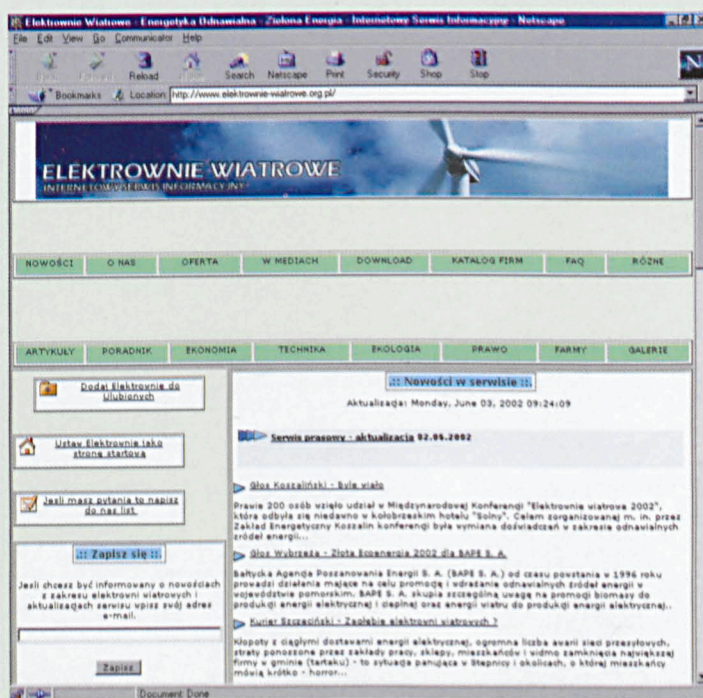 Elektrownie Wiatrowe - Energetyka Odnawialna - Zielona Energia - Internetowy Serwis Informacyjny - Netscape
File Edit View Go Communicator Help
Reload Search Netscape Print Security Shop Stop
Bookmarks Location: http://www.elektrownie-wiatrowe.org.pl/
ELEKTROWNIE WIATROWE
INTERNETOWY SERWIS INFORMACYJNY
NOWOŚCI O NAS OFERTA W MEDIACH DOWNLOAD KATALOG FIRM FAQ RÓŻNE
ARTYKUŁY PORADNIK EKONOMIA TECHNIKA EKOLOGIA PRAWO FARMY GALERIE
Dodaj Elektrownie do
Ulubionych
Ustaw Elektrownie jako
stronę startową
Jeśli masz pytania to napisz
do nas list.
.:: Zapisz się ::.
Jeśli chcesz być informowany o nowościach
z zakresu elektrowni wiatrowych i
aktualizacjach serwisu wpisz swój adres
e-mail.
Zapisz
.:: Nowości w serwisie ::.
Aktualizacja: Monday, June 03, 2002 09:24:09
Serwis prasowy - aktualizacja 02.06.2002
Głos Koszaliński - Byle wiało
Prawie 200 osób wzięło udział w Międzynarodowej Konferencji "Elektrownie wiatrowe 2002",
która odbyła się niedawno w kołobrzeskim hotelu "Solny". Celem zorganizowanej m. in. przez
Zakład Energetyczny Koszalin konferencji była wymiana doświadczeń w zakresie odnawialnych
źródeł energii...
Głos Wybrzeża - Złota Ecoenergia 2002 dla BAPE S. A.
Bałtycka Agencja Poszanowania Energii S. A. (BAPE S. A.) od czasu powstania w 1996 roku
prowadzi działenia mające na celu promocję i wdrażanie odnawialnych źródeł energii w
województwie pomorskim. BAPE S. A. skupia szczególną uwagę na promocji biomasy do
produkcji energii elektrycznej i cieplnej oraz energii wiatru do produkcji energii elektrycznej..
Kurier Szczeciński - Zagłębie elektrowni wiatrowych ?
Kłopoty z ciągłymi dostawami energii elektrycznej, ogromna liczba awarii sieci przesyłowych,
straty ponoszone przez zakłady pracy, sklepy, mieszkańców i widmo zamknięcia największej
firmy w gminie (tartaku) - to sytuacja panująca w Stepnicy i okolicach, o której mieszkańcy
mówią krótko - horror...
Document: Done